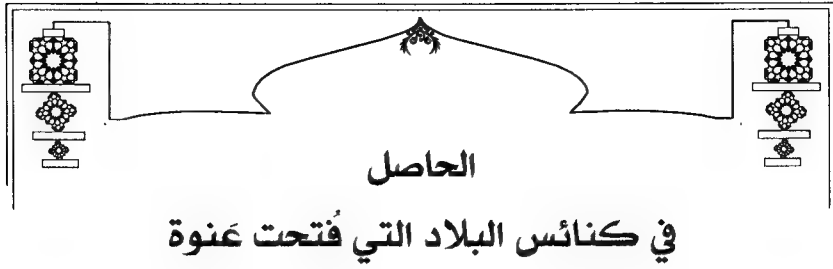 الحاصل
في كنائس البلاد التي فُتحت عَنوة